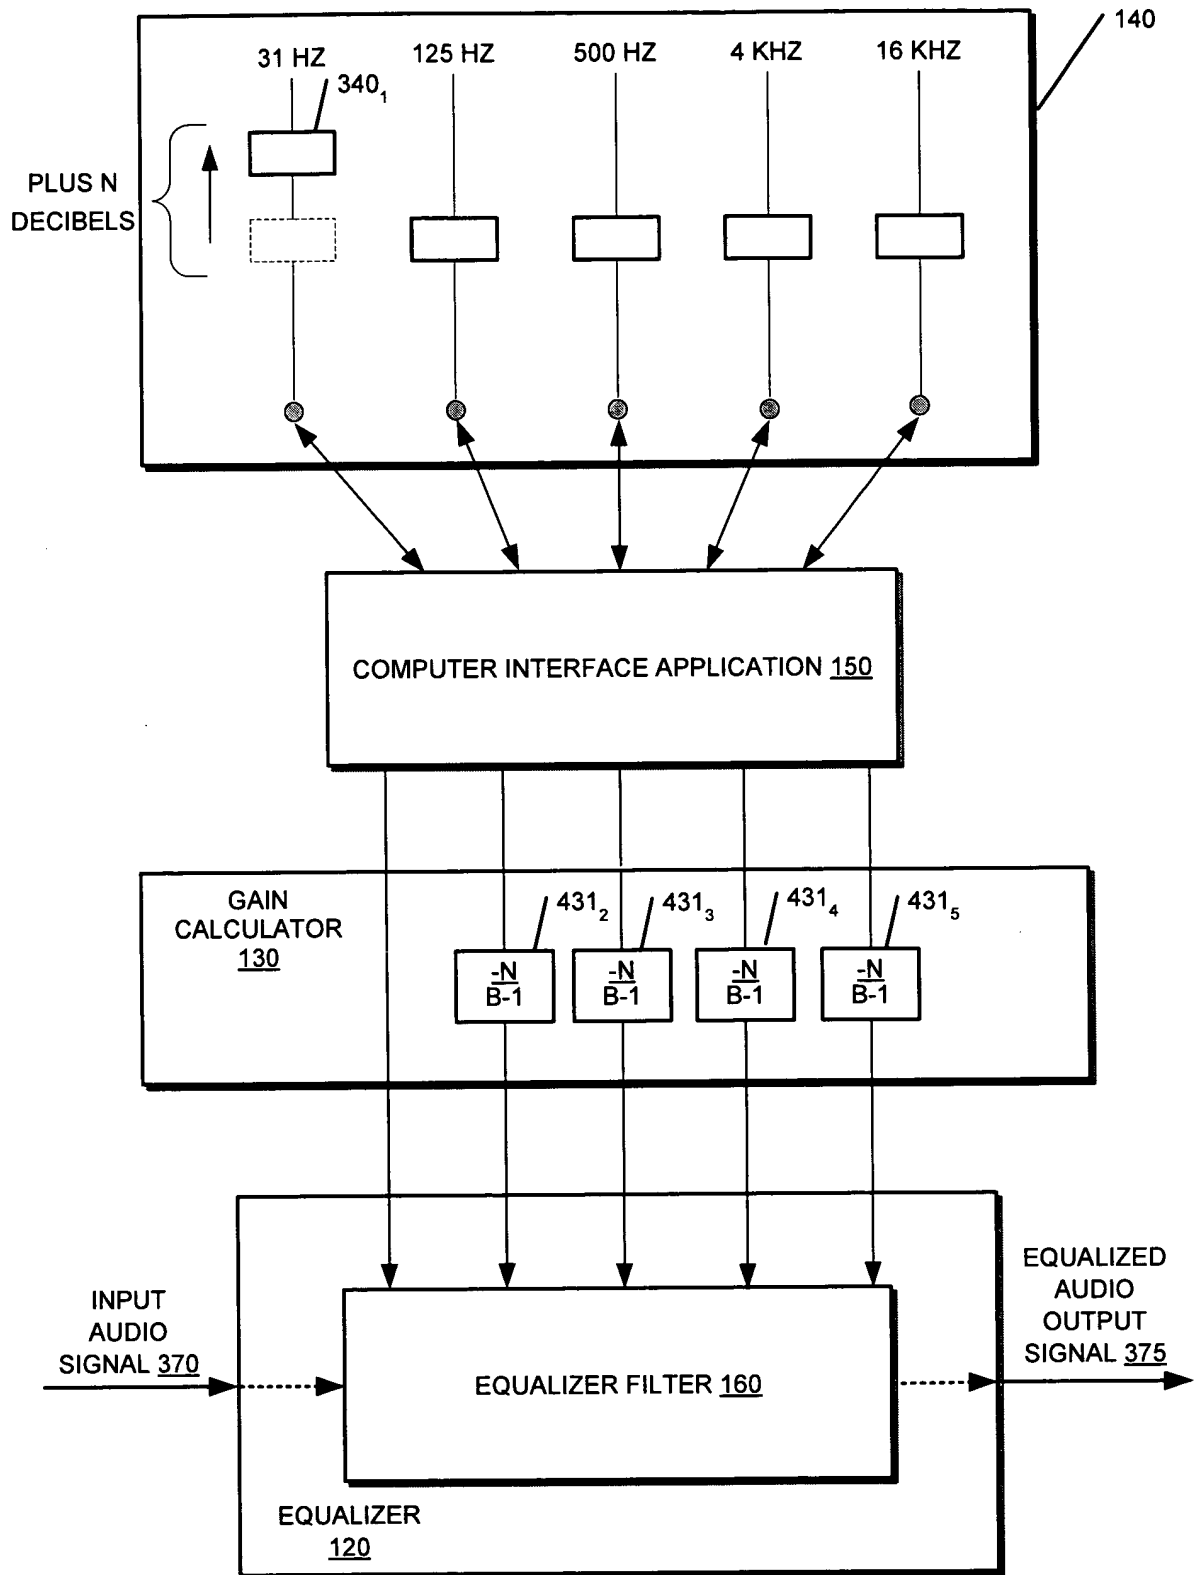 140
31 HZ 125 HZ 500 HZ 4 KHZ 16 KHZ
340₁
PLUS N
DECIBELS
COMPUTER INTERFACE APPLICATION 150
GAIN
CALCULATOR
130
431₂ 431₃ 431₄ 431₅
-N -N -N -N
B-1 B-1 B-1 B-1
INPUT
AUDIO
SIGNAL 370
EQUALIZER FILTER 160
EQUALIZED
AUDIO
OUTPUT
SIGNAL 375
EQUALIZER
120